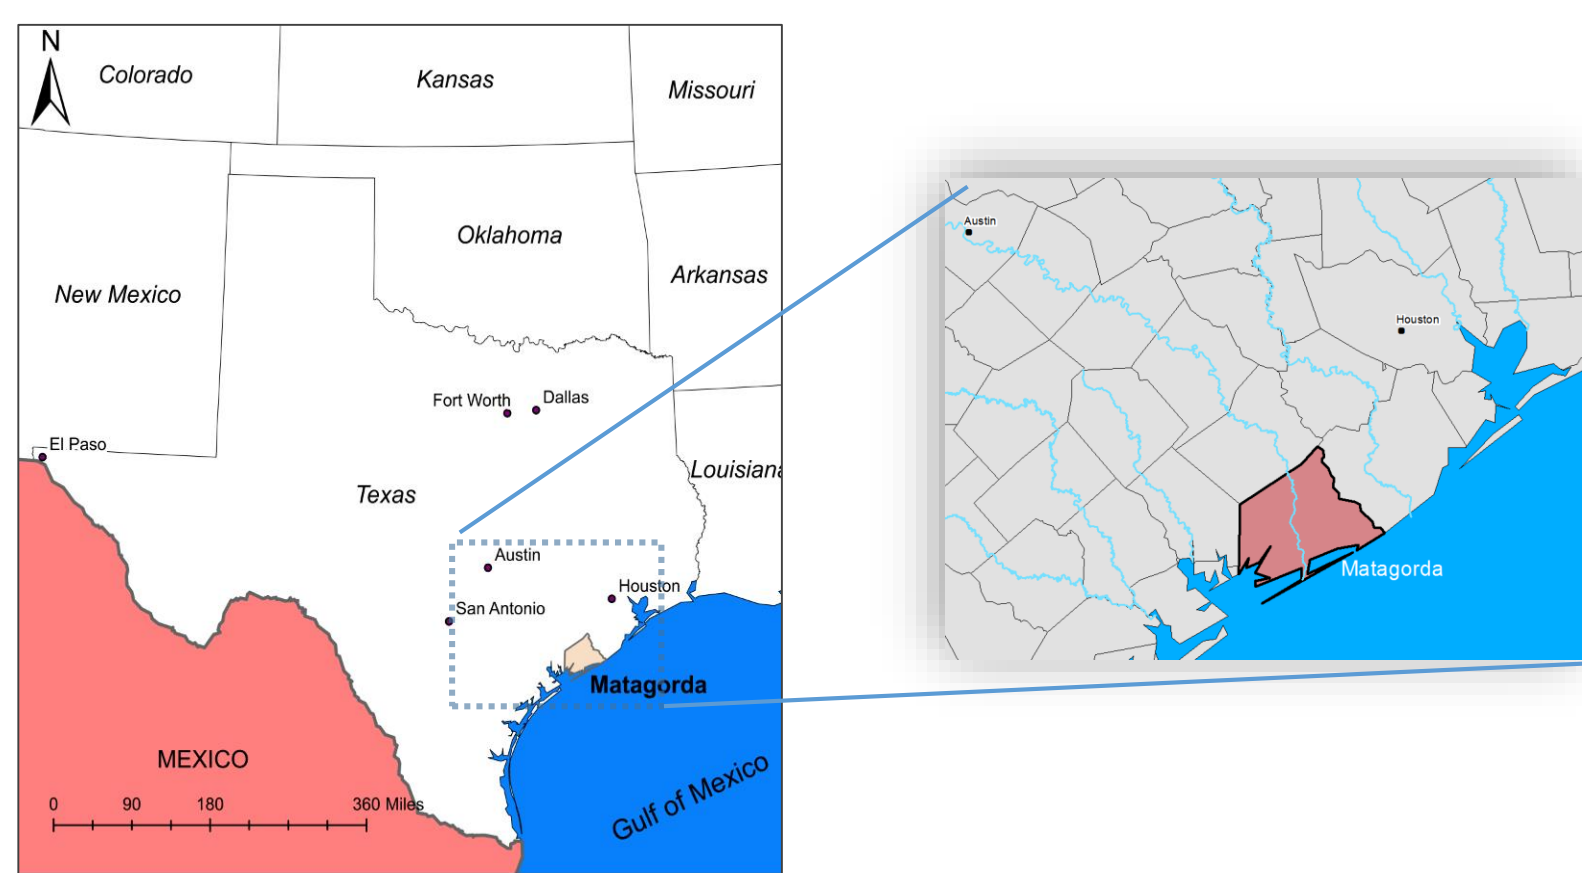 N
Colorado
Kansas
Missouri
Oklahoma
New Mexico
Arkansas
Fort Worth
Dallas
El Paso
Louisiana
Texas
Austin
Houston
San Antonio
Matagorda
MEXICO
Gulf of Mexico
0 90 180 360 Miles
Austin
Houston
Matagorda